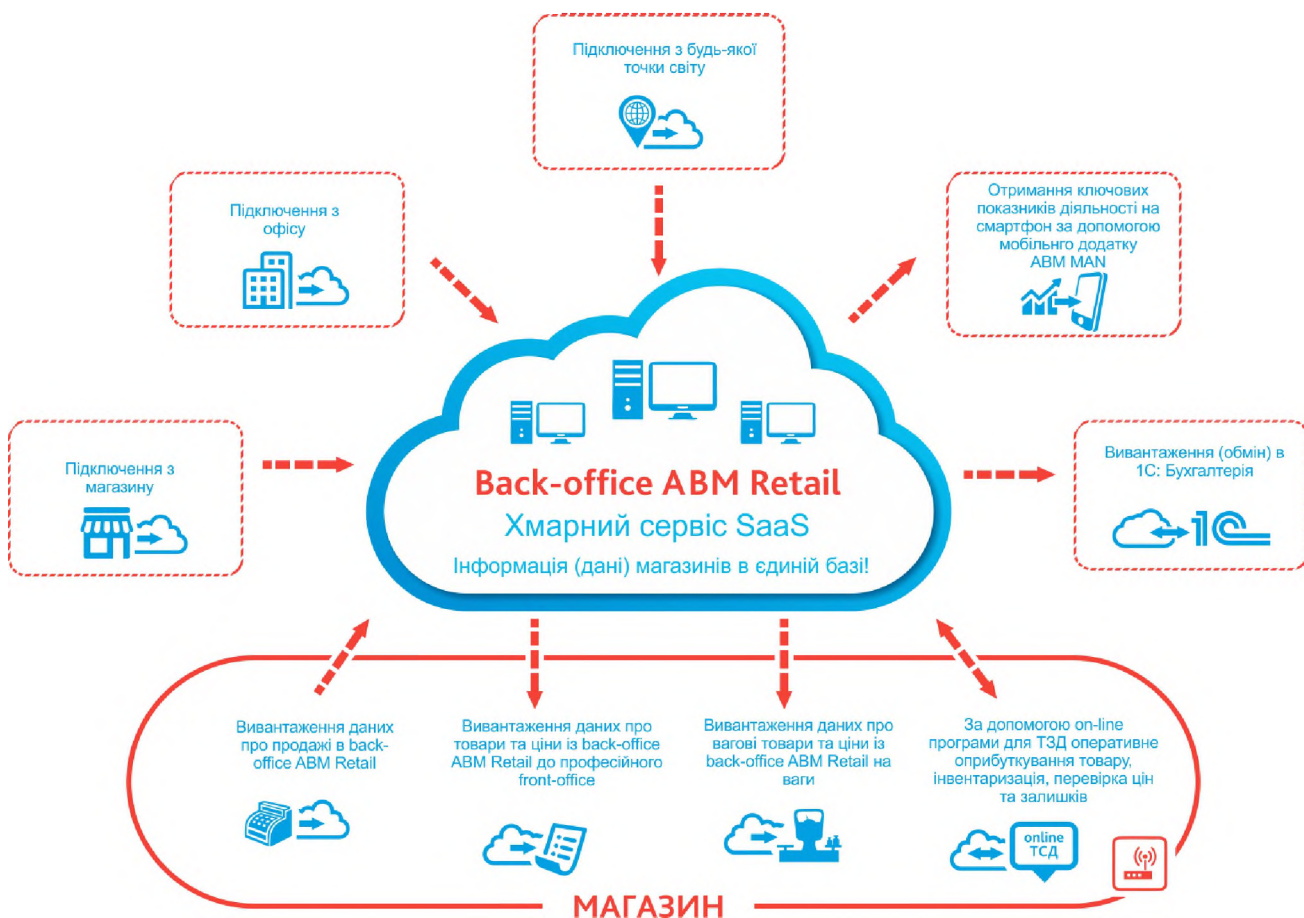 Підключення з будь-якої
точки світу
Підключення з
офісу
Отримання ключових
показників діяльності на
смартфон за допомогою
мобільнго додатку
ABM MAN
Підключення з
магазину
Back-office ABM Retail
Хмарний сервіс SaaS
Інформація (дані) магазинів в єдиній базі!
Вивантаження (обмін) в
1С: Бухгалтерія
1С
Вивантаження даних
про продажі в back-
office ABM Retail
Вивантаження даних про
товари та ціни із back-office
ABM Retail до професійного
front-office
Вивантаження даних про
вагові товари та ціни із
back-office ABM Retail на
ваги
За допомогою on-line
програми для ТЗД оперативне
оприбуткування товару,
інвентаризація, перевірка цін
та залишків
online
ТСД
МАГАЗИН